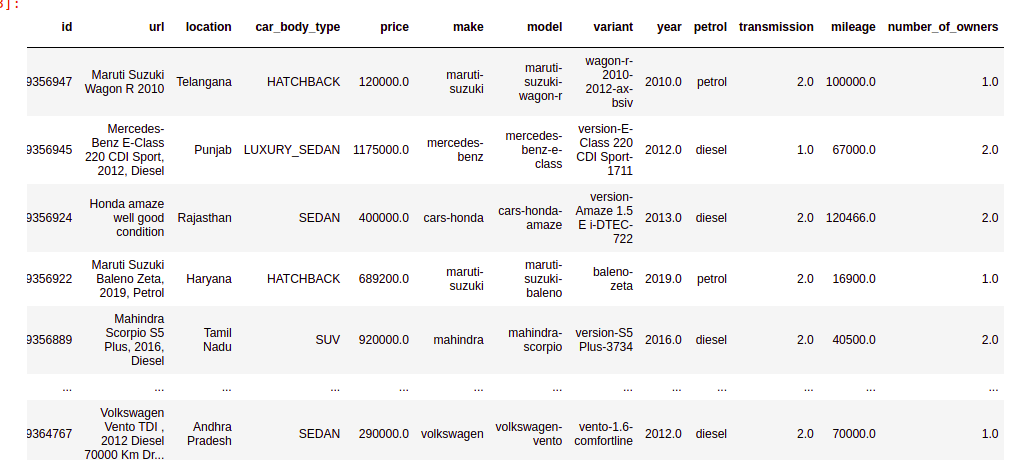 ]:
id url location car_body_type price make model variant year petrol transmission mileage number_of_owners
9356947 Maruti Suzuki Wagon R 2010 Telangana HATCHBACK 120000.0 maruti-suzuki maruti-suzuki-wagon-r wagon-r-2010-2012-ax-bsiv 2010.0 petrol 2.0 100000.0 1.0
9356945 Mercedes-Benz E-Class 220 CDI Sport, 2012, Diesel Punjab LUXURY_SEDAN 1175000.0 mercedes-benz mercedes-benz-e-class version-E-Class 220 CDI Sport-1711 2012.0 diesel 1.0 67000.0 2.0
9356924 Honda amaze well good condition Rajasthan SEDAN 400000.0 cars-honda cars-honda-amaze version-Amaze 1.5 E i-DTEC-722 2013.0 diesel 2.0 120466.0 2.0
9356922 Maruti Suzuki Baleno Zeta, 2019, Petrol Haryana HATCHBACK 689200.0 maruti-suzuki maruti-suzuki-baleno baleno-zeta 2019.0 petrol 2.0 16900.0 1.0
9356889 Mahindra Scorpio S5 Plus, 2016, Diesel Tamil Nadu SUV 920000.0 mahindra mahindra-scorpio version-S5 Plus-3734 2016.0 diesel 2.0 40500.0 2.0
... ... ... ... ... ... ... ... ... ... ... ... ...
9364767 Volkswagen Vento TDI , 2012 Diesel 70000 Km Dr... Andhra Pradesh SEDAN 290000.0 volkswagen volkswagen-vento vento-1.6-comfortline 2012.0 diesel 2.0 70000.0 1.0